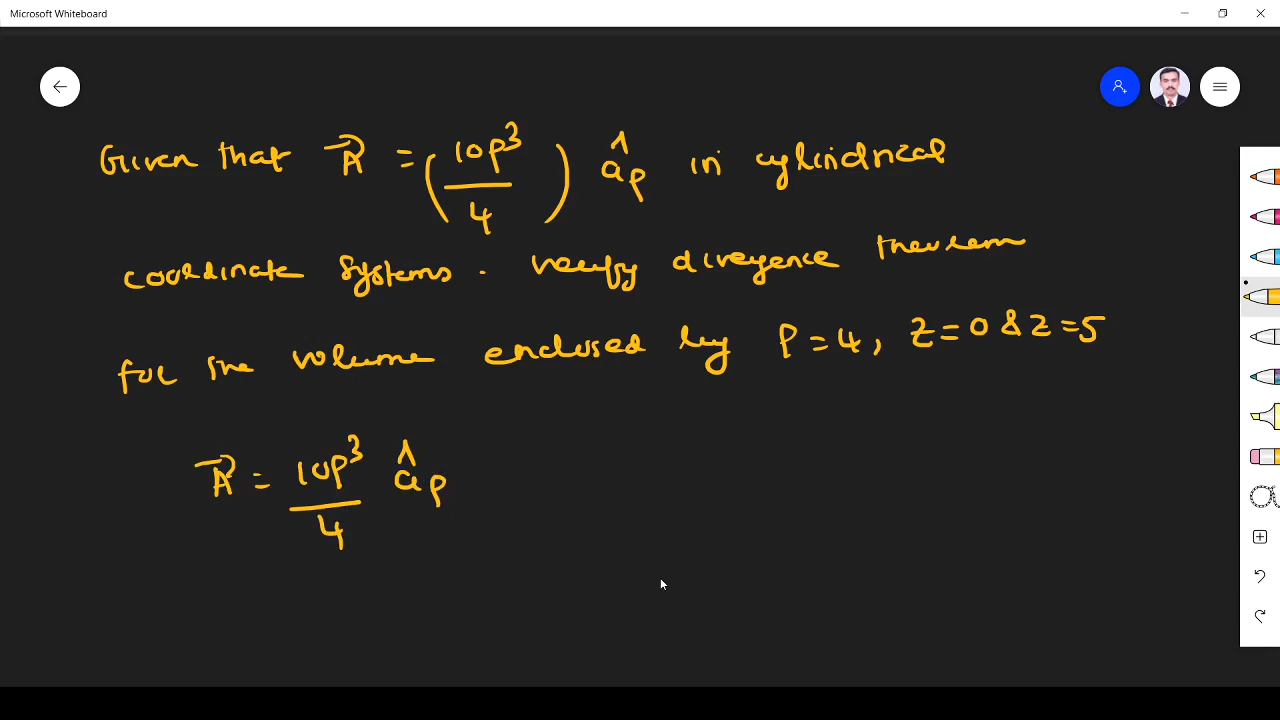 Microsoft Whiteboard
Given that A⃗ = (10ρ³/4) âρ in cylindrical
coordinate systems. verify divergence theorem
for the volume enclosed by ρ = 4, z = 0 & z = 5
A⃗ = 10ρ³/4 âρ